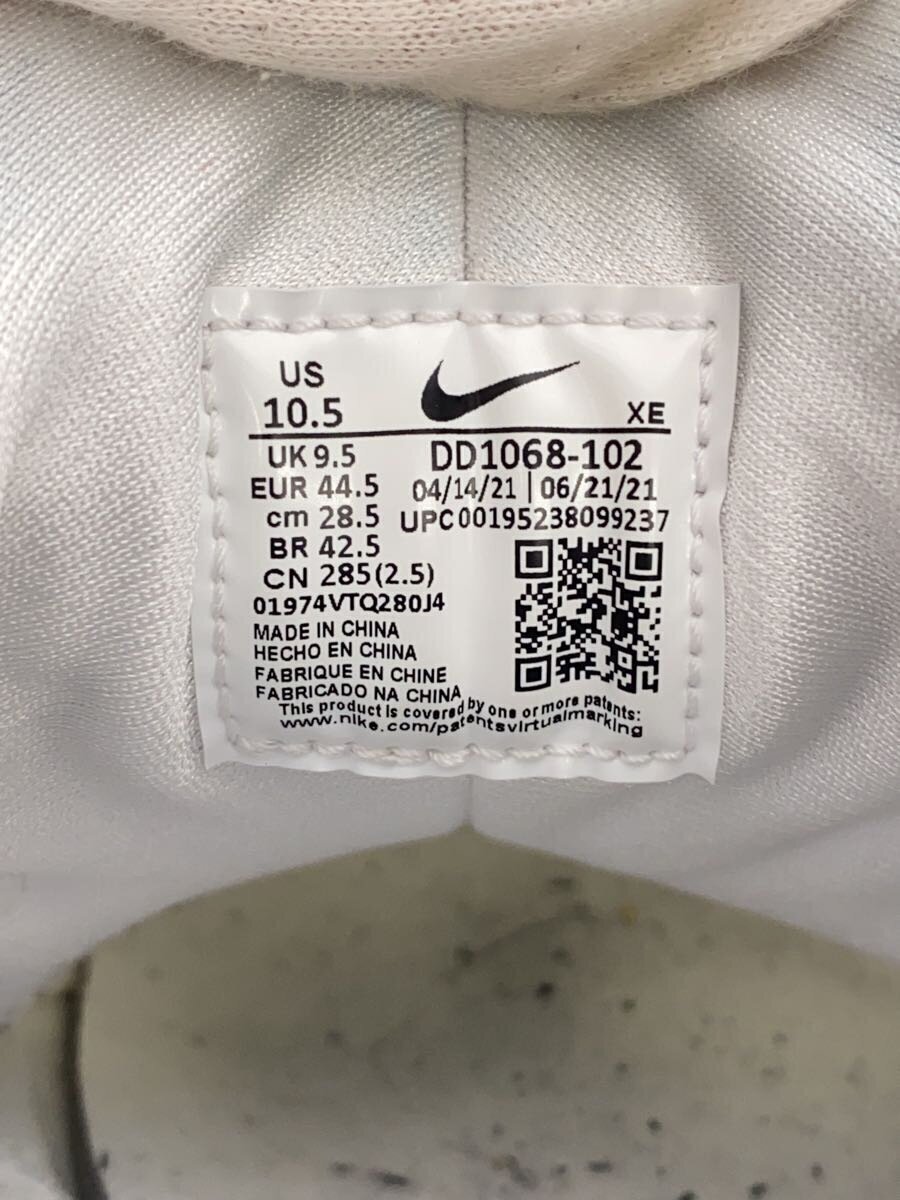 US
10.5
XE
UK 9.5
EUR 44.5
cm 28.5
BR 42.5
CN 285(2.5)
DD1068-102
04/14/21 | 06/21/21
UPC00195238099237
01974VTQ280J4
MADE IN CHINA
HECHO EN CHINA
FABRIQUE EN CHINE
FABRICADO NA CHINA
This product is covered by one or more patents:
www.nike.com/patentsvirtualmarking